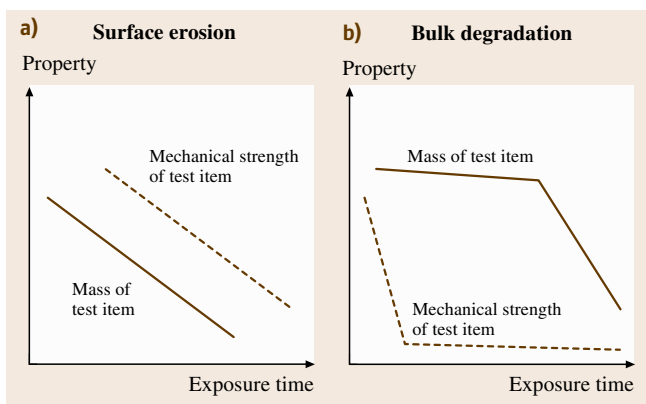 a) Surface erosion
Property
Mechanical strength
of test item
Mass of
test item
Exposure time
b) Bulk degradation
Property
Mass of test item
Mechanical strength
of test item
Exposure time